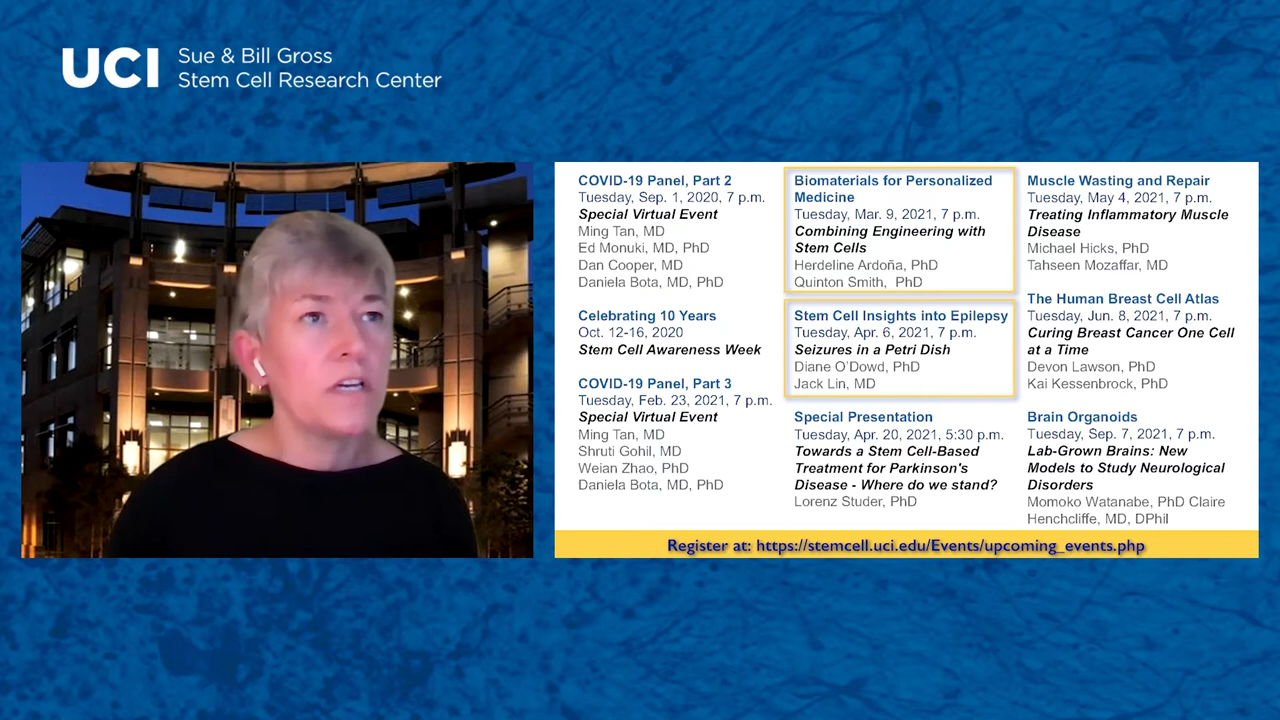 UCI
Sue & Bill Gross
Stem Cell Research Center
COVID-19 Panel, Part 2
Tuesday, Sep. 1, 2020, 7 p.m.
Special Virtual Event
Ming Tan, MD
Ed Monuki, MD, PhD
Dan Cooper, MD
Daniela Bota, MD, PhD
Celebrating 10 Years
Oct. 12-16, 2020
Stem Cell Awareness Week
COVID-19 Panel, Part 3
Tuesday, Feb. 23, 2021, 7 p.m.
Special Virtual Event
Ming Tan, MD
Shruti Gohil, MD
Weian Zhao, PhD
Daniela Bota, MD, PhD
Biomaterials for Personalized
Medicine
Tuesday, Mar. 9, 2021, 7 p.m.
Combining Engineering with
Stem Cells
Herdeline Ardoña, PhD
Quinton Smith, PhD
Stem Cell Insights into Epilepsy
Tuesday, Apr. 6, 2021, 7 p.m.
Seizures in a Petri Dish
Diane O'Dowd, PhD
Jack Lin, MD
Special Presentation
Tuesday, Apr. 20, 2021, 5:30 p.m.
Towards a Stem Cell-Based
Treatment for Parkinson's
Disease - Where do we stand?
Lorenz Studer, PhD
Muscle Wasting and Repair
Tuesday, May 4, 2021, 7 p.m.
Treating Inflammatory Muscle
Disease
Michael Hicks, PhD
Tahseen Mozaffar, MD
The Human Breast Cell Atlas
Tuesday, Jun. 8, 2021, 7 p.m.
Curing Breast Cancer One Cell
at a Time
Devon Lawson, PhD
Kai Kessenbrock, PhD
Brain Organoids
Tuesday, Sep. 7, 2021, 7 p.m.
Lab-Grown Brains: New
Models to Study Neurological
Disorders
Momoko Watanabe, PhD Claire
Henchcliffe, MD, DPhil
Register at: https://stemcell.uci.edu/Events/upcoming_events.php